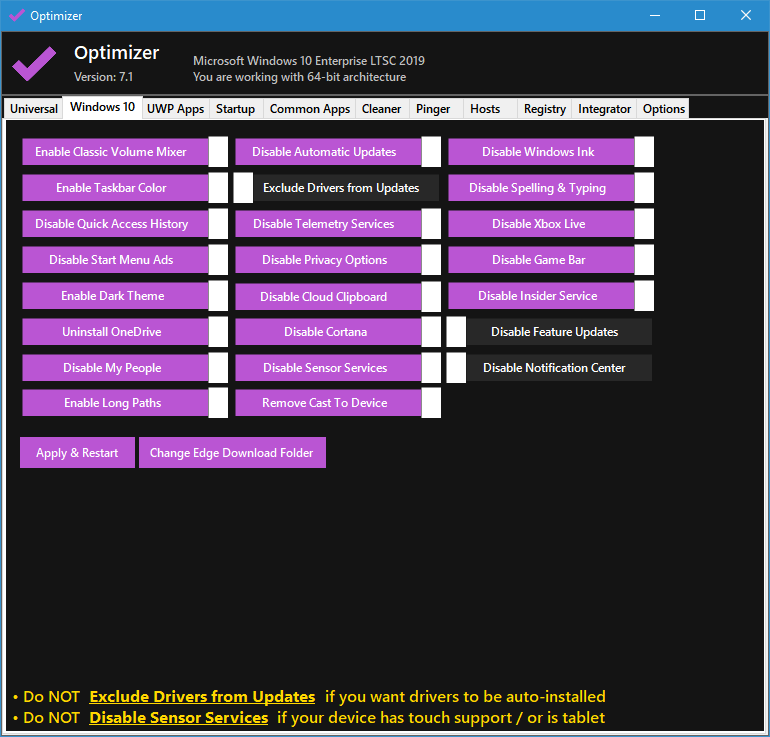 Optimizer
Optimizer
Version: 7.1
Microsoft Windows 10 Enterprise LTSC 2019
You are working with 64-bit architecture
Universal Windows 10 UWP Apps Startup Common Apps Cleaner Pinger Hosts Registry Integrator Options
Enable Classic Volume Mixer Disable Automatic Updates Disable Windows Ink
Enable Taskbar Color Exclude Drivers from Updates Disable Spelling & Typing
Disable Quick Access History Disable Telemetry Services Disable Xbox Live
Disable Start Menu Ads Disable Privacy Options Disable Game Bar
Enable Dark Theme Disable Cloud Clipboard Disable Insider Service
Uninstall OneDrive Disable Cortana Disable Feature Updates
Disable My People Disable Sensor Services Disable Notification Center
Enable Long Paths Remove Cast To Device
Apply & Restart Change Edge Download Folder
• Do NOT Exclude Drivers from Updates if you want drivers to be auto-installed
• Do NOT Disable Sensor Services if your device has touch support / or is tablet